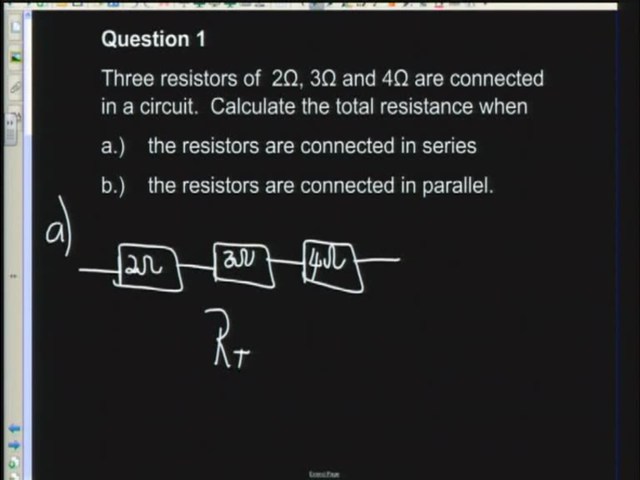 Question 1
Three resistors of 2Ω, 3Ω and 4Ω are connected
in a circuit. Calculate the total resistance when
a.) the resistors are connected in series
b.) the resistors are connected in parallel.
a)
2Ω 3Ω 4Ω
R_T